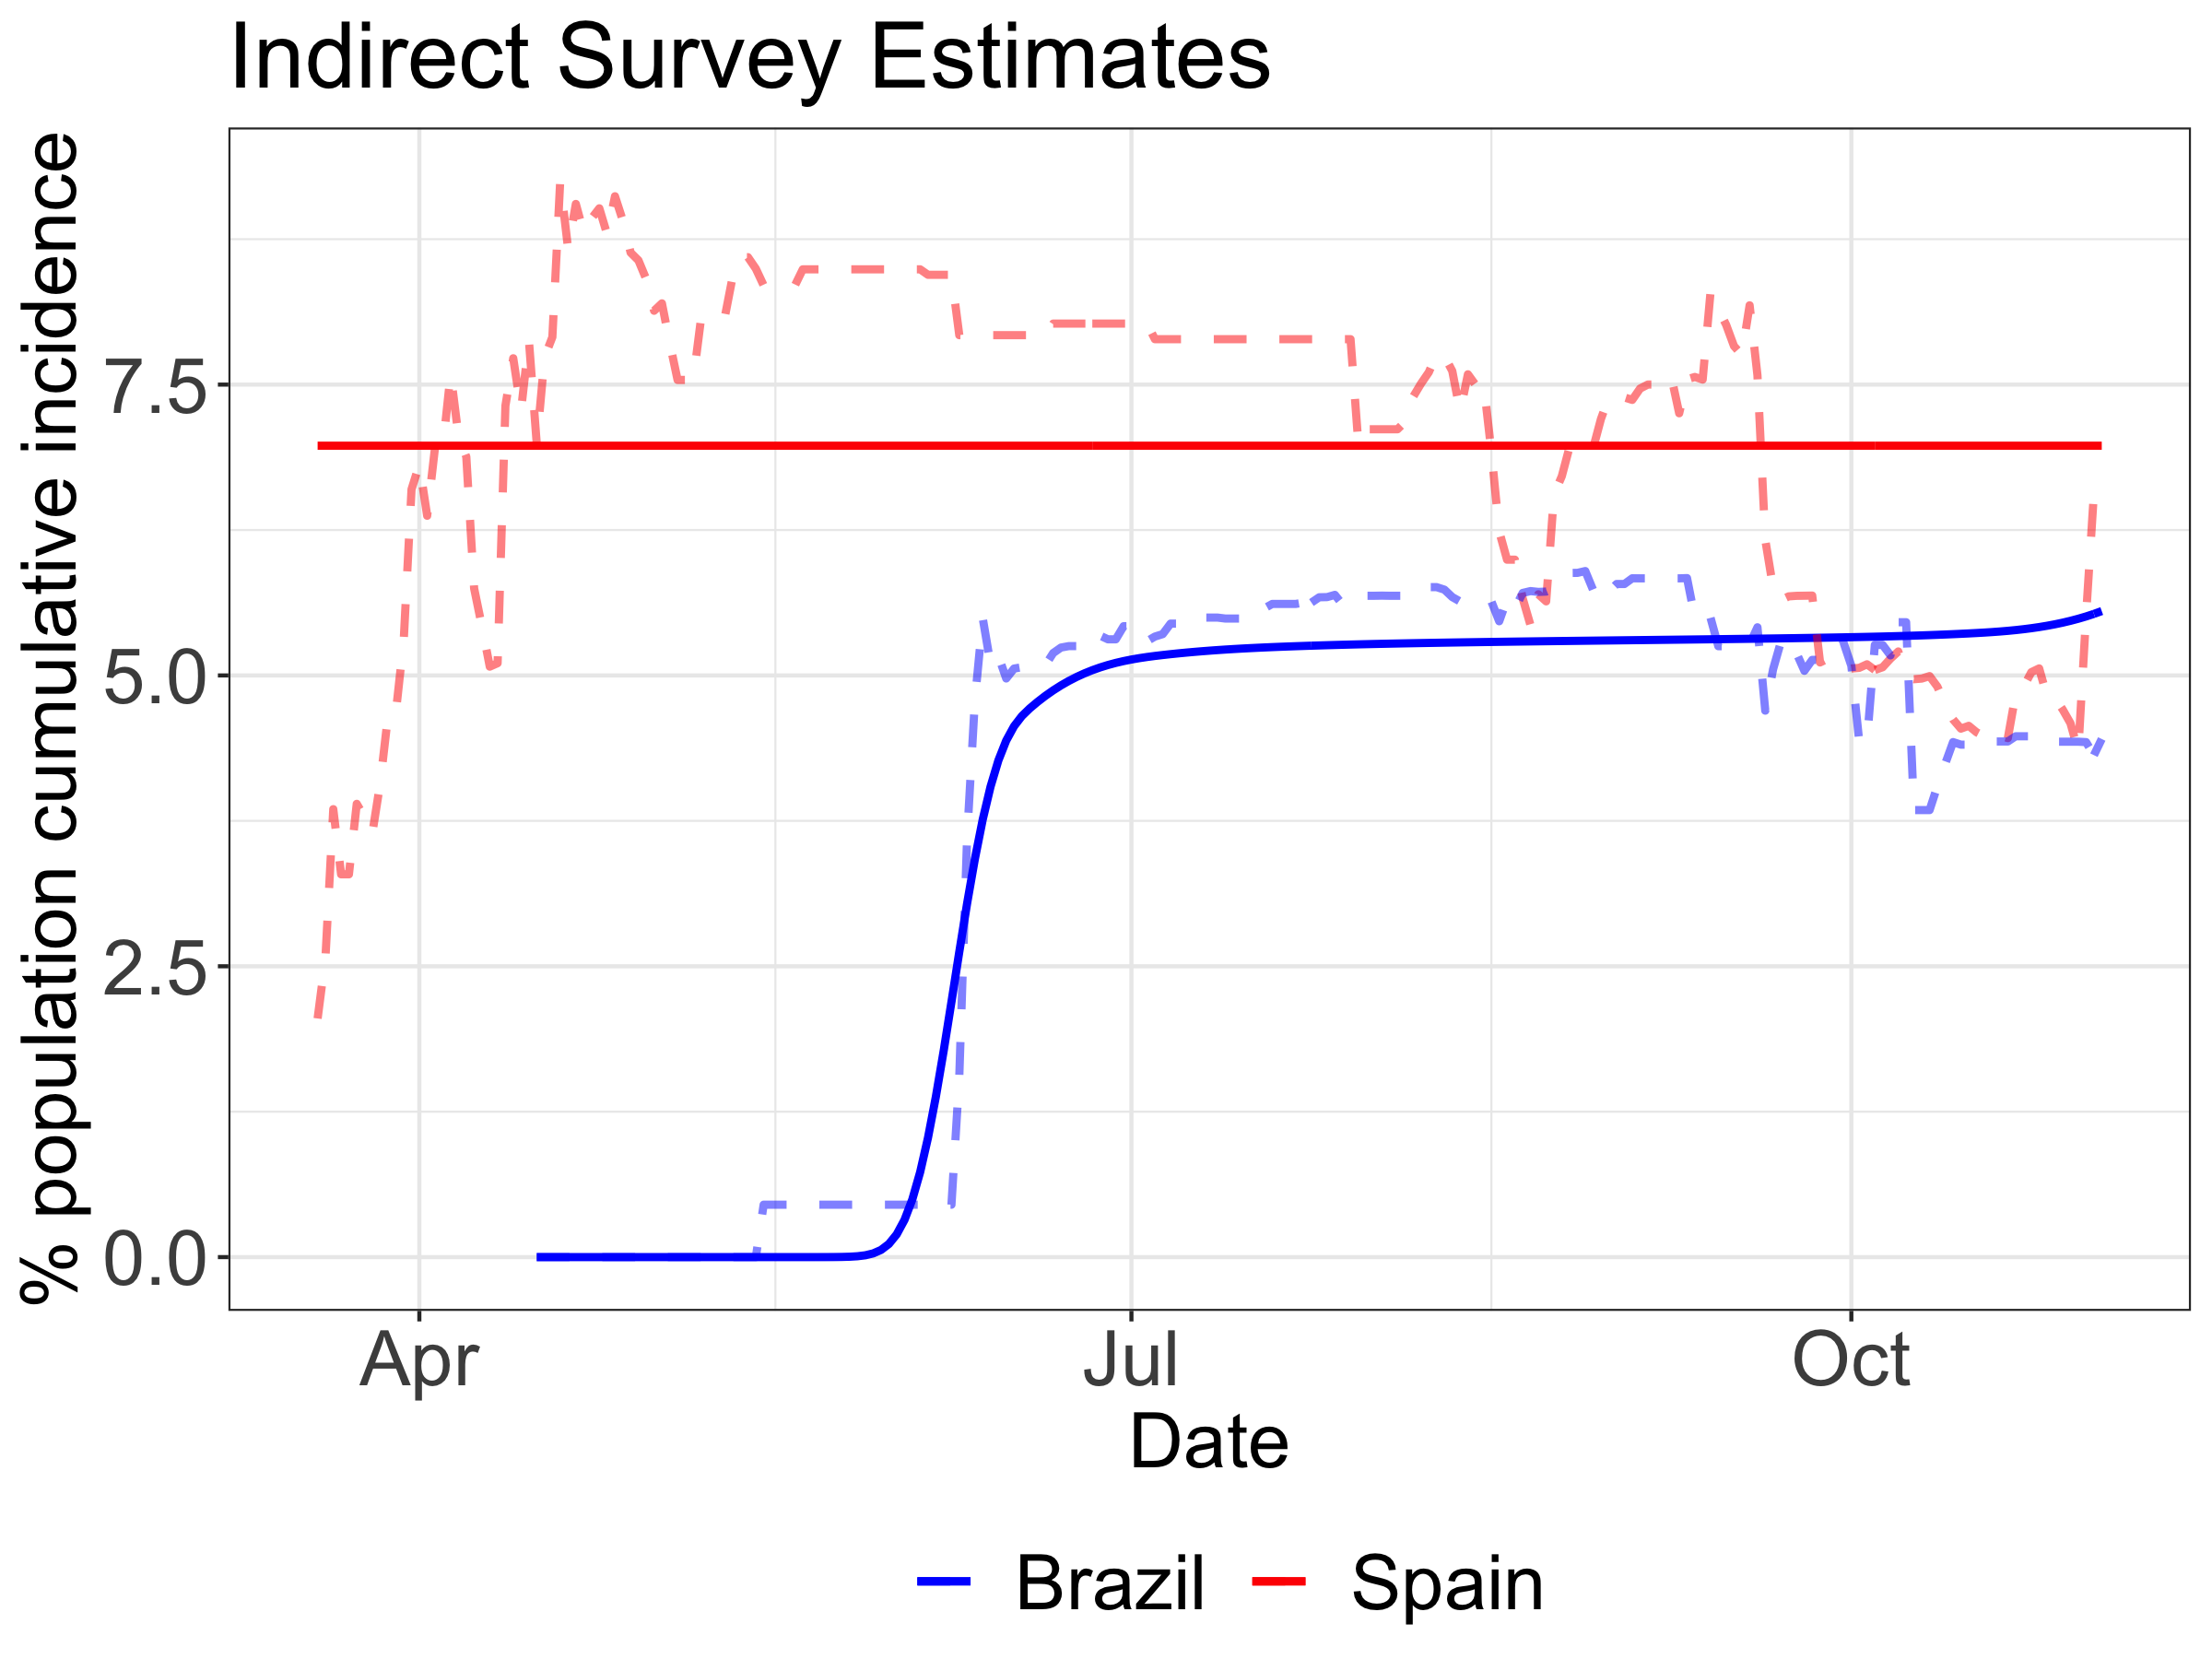 Indirect Survey Estimates
% population cumulative incidence
7.5
5.0
2.5
0.0
Apr Jul Oct
Date
Brazil Spain